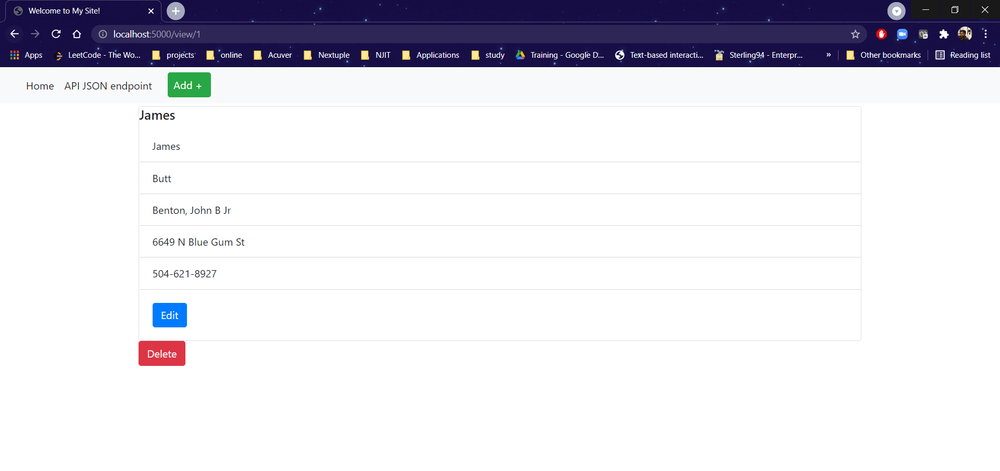 Welcome to My Site!
localhost:5000/view/1
Apps LeetCode - The Wo... projects online Acuver Nextuple NJIT Applications study Training - Google D... Text-based interacti... Sterling94 - Enterpr... » Other bookmarks Reading list
Home API JSON endpoint Add +
James
James
Butt
Benton, John B Jr
6649 N Blue Gum St
504-621-8927
Edit
Delete